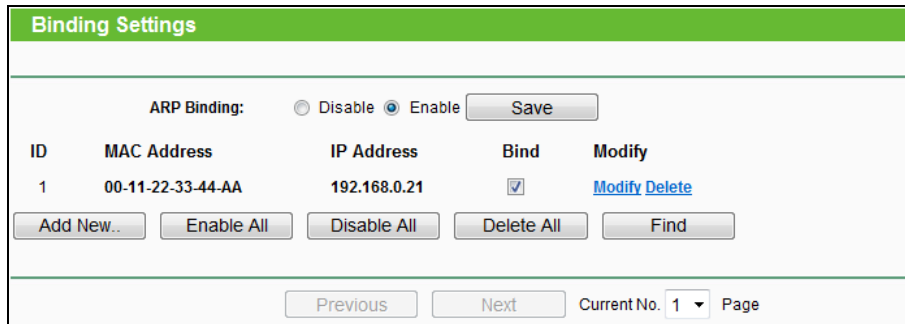 Binding Settings
ARP Binding: Disable Enable Save
ID MAC Address IP Address Bind Modify
1 00-11-22-33-44-AA 192.168.0.21 Modify Delete
Add New.. Enable All Disable All Delete All Find
Previous Next Current No. 1 Page